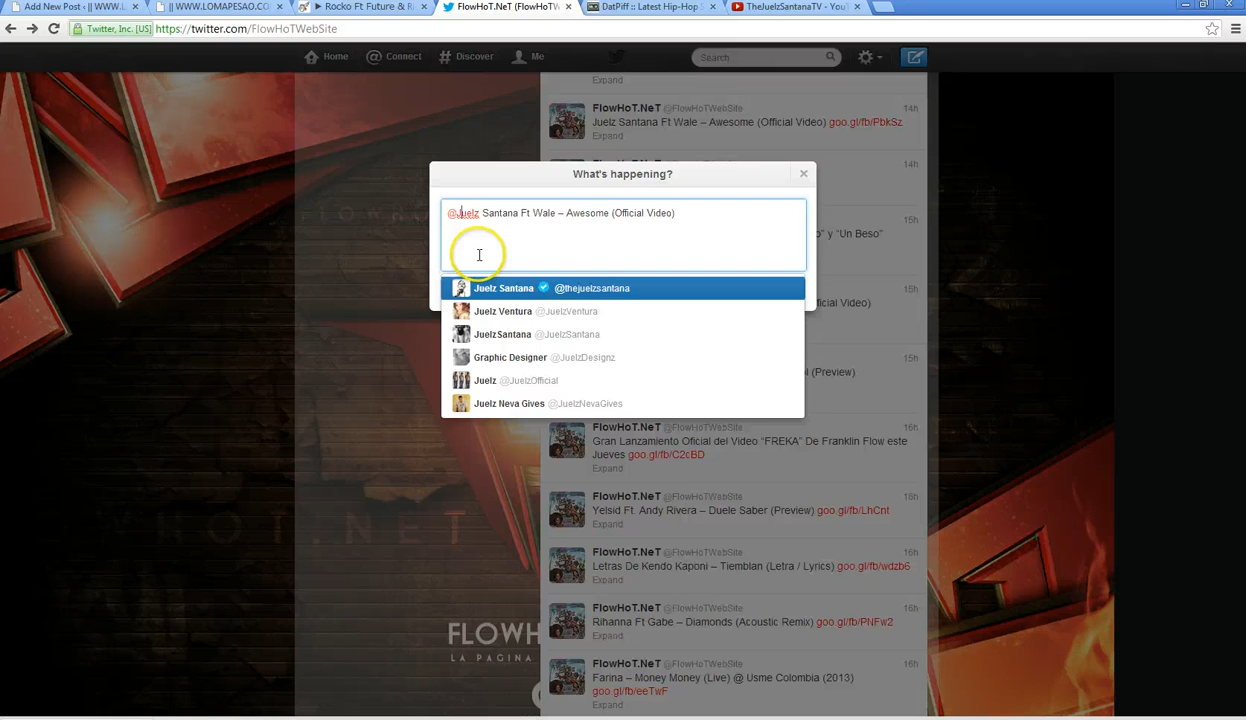 Add New Post ‹ || WWW.L
|| WWW.LOMAPESAO.CO
► Rocko Ft Future & Ri
FlowHoT.NeT (FlowHoTW
DatPiff :: Latest Hip-Hop
TheJuelzSantanaTV - You
Twitter, Inc. [US] https://twitter.com/FlowHoTWebSite
Home @ Connect # Discover Me Search
Expand
FlowHoT.NeT @FlowHoTWebSite 14h
Juelz Santana Ft Wale – Awesome (Official Video) goo.gl/fb/PbkSz
Expand
14h
What's happening?
@Juelz Santana Ft Wale – Awesome (Official Video)
15h
o" y "Un Beso"
Juelz Santana @thejuelzsantana
15h
ficial Video)
Juelz Ventura @JuelzVentura
JuelzSantana @JuelzSantana
Graphic Designer @JuelzDesignz
15h
(Preview)
Juelz @JuelzOfficial
Juelz Neva Gives @JuelzNevaGives
FlowHoT.NeT @FlowHoTWebSite 16h
Gran Lanzamiento Oficial del Video "FREKA" De Franklin Flow este
Jueves goo.gl/fb/C2cBD
Expand
FlowHoT.NeT @FlowHoTWebSite 16h
Yelsid Ft. Andy Rivera – Duele Saber (Preview) goo.gl/fb/LhCnt
Expand
FlowHoT.NeT @FlowHoTWebSite 16h
Letras De Kendo Kaponi – Tiemblan (Letra / Lyrics) goo.gl/fb/wdzb6
Expand
FlowHoT.NeT @FlowHoTWebSite 16h
Rihanna Ft Gabe – Diamonds (Acoustic Remix) goo.gl/fb/PNFw2
Expand
FLOWH
LA PAGINA
FlowHoT.NeT @FlowHoTWebSite 16h
Farina – Money Money (Live) @ Usme Colombia (2013)
goo.gl/fb/eeTwF
Expand